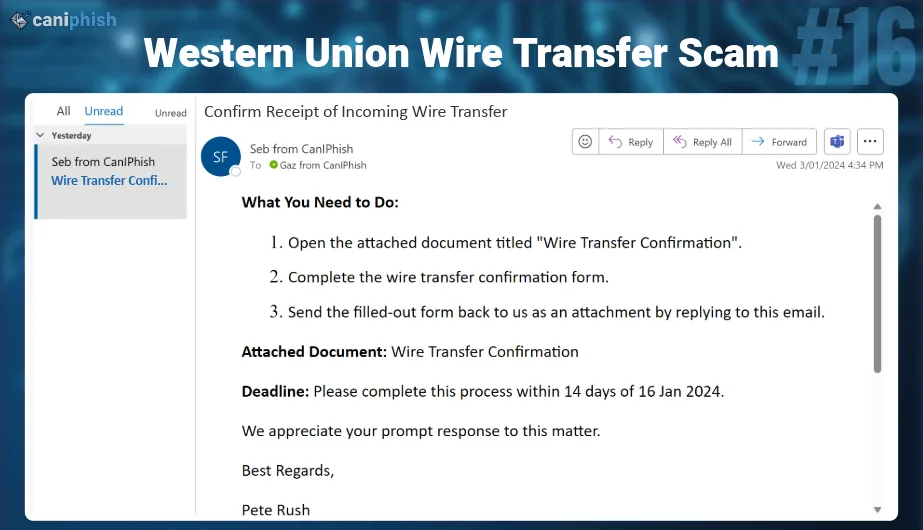 caniphish
#16
Western Union Wire Transfer Scam
All Unread Unread
Yesterday
Seb from CanIPhish
Wire Transfer Confi...
Confirm Receipt of Incoming Wire Transfer
SF
Seb from CanIPhish
To Gaz from CanIPhish
Reply Reply All Forward
Wed 3/01/2024 4:34 PM
What You Need to Do:
1. Open the attached document titled "Wire Transfer Confirmation".
2. Complete the wire transfer confirmation form.
3. Send the filled-out form back to us as an attachment by replying to this email.
Attached Document: Wire Transfer Confirmation
Deadline: Please complete this process within 14 days of 16 Jan 2024.
We appreciate your prompt response to this matter.
Best Regards,
Pete Rush